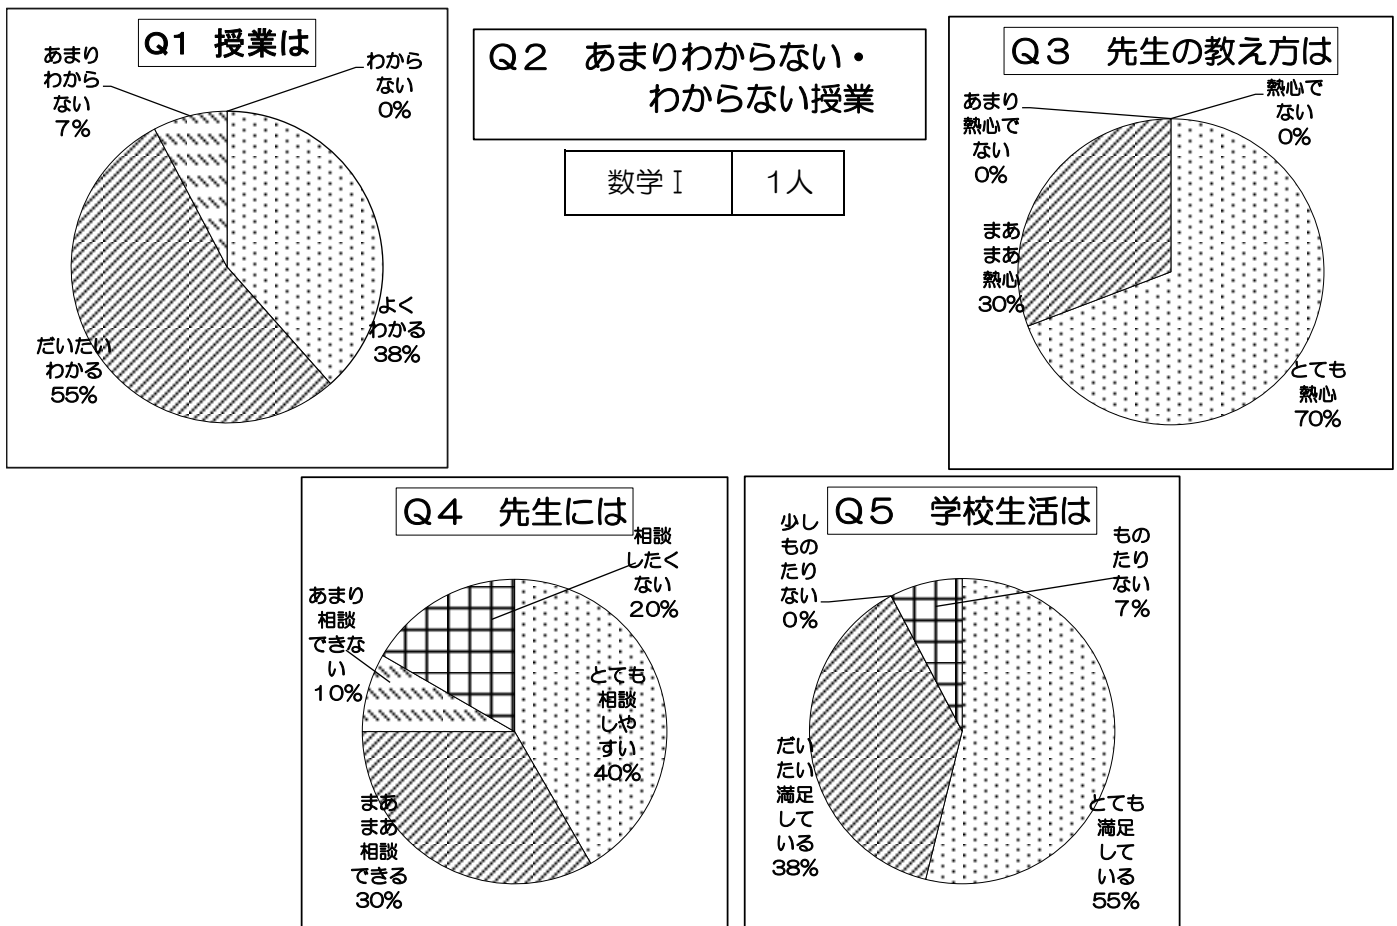 Q1 授業は
あまり
わから
ない
7%
わから
ない
0%
よく
わかる
38%
だいたい
わかる
55%
Q2 あまりわからない・
わからない授業
数学Ⅰ 1人
Q3 先生の教え方は
あまり
熱心で
ない
0%
熱心で
ない
0%
まあ
まあ
熱心
30%
とても
熱心
70%
Q4 先生には
相談
したく
ない
20%
あまり
相談
できな
い
10%
とても
相談
しや
すい
40%
まあ
まあ
相談
できる
30%
Q5 学校生活は
少し
もの
たり
ない
0%
もの
たり
ない
7%
だい
たい
満足
して
いる
38%
とても
満足
して
いる
55%